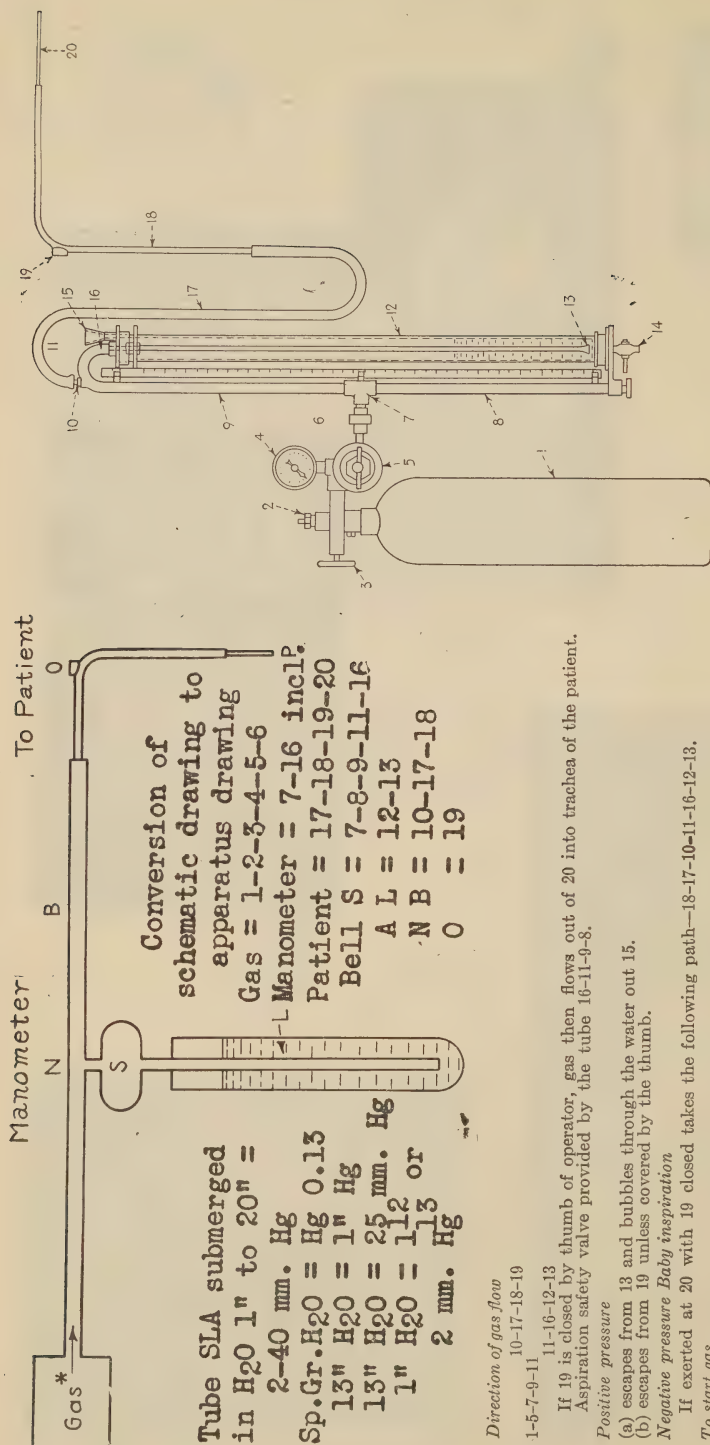 Manometer
To Patient
Gas*
N
B
O
S
L
Tube SLA submerged
in H2O 1" to 20" =
2-40 mm. Hg
Sp.Gr.H2O = Hg 0.13
13" H2O = 1" Hg
13" H2O = 25 mm. Hg
1" H2O = 112 or
13
2 mm. Hg
Conversion of
schematic drawing to
apparatus drawing
Gas = 1-2-3-4-5-6
Manometer = 7-16 incl.
Patient = 17-18-19-20
Bell S = 7-8-9-11-16
A L = 12-13
N B = 10-17-18
O = 19
P
1
2
3
4
5
6
7
8
9
10
11
12
13
14
15
16
17
18
19
20
Direction of gas flow
10-17-18-19
1-5-7-9-11
11-16-12-13
If 19 is closed by thumb of operator, gas then flows out of 20 into trachea of the patient.
Aspiration safety valve provided by the tube 16-11-9-8.
Positive pressure
(a) escapes from 13 and bubbles through the water out 15.
(b) escapes from 19 unless covered by the thumb.
Negative pressure Baby inspiration
If exerted at 20 with 19 closed takes the following path—18-17-10-11-16-12-13.
To start gas